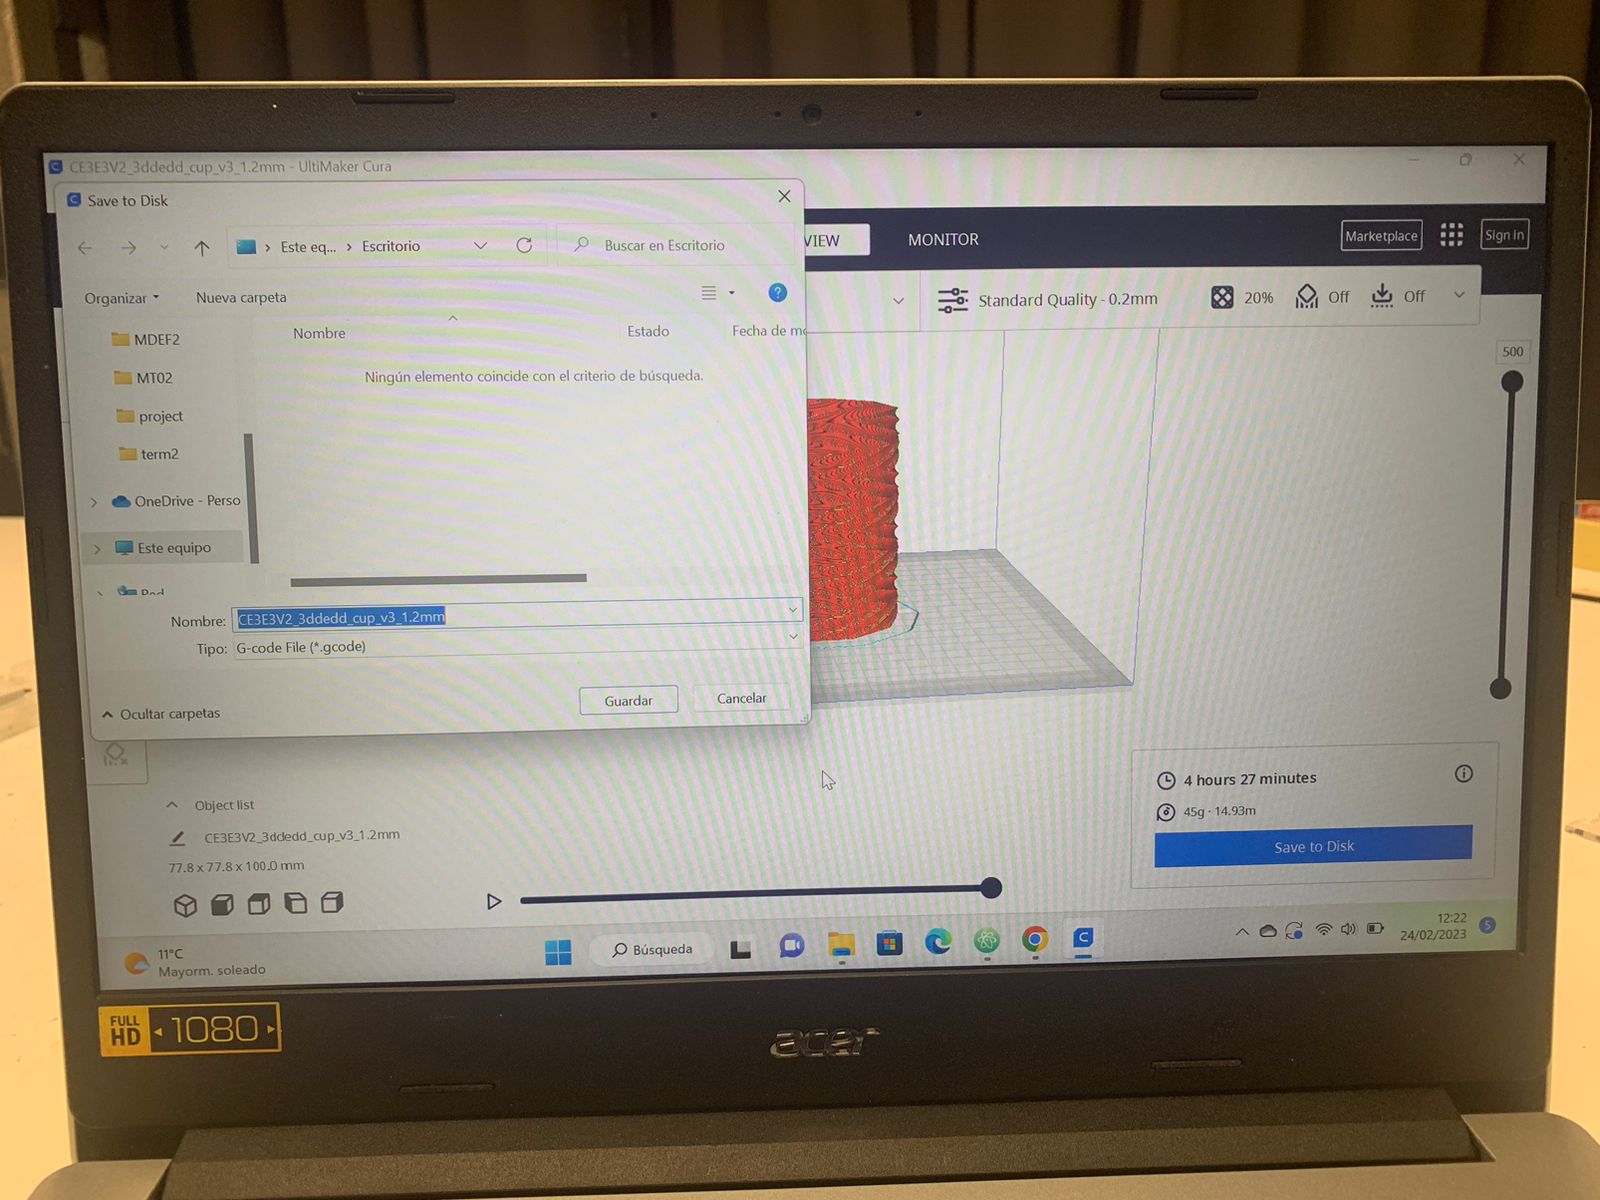 CE3E3V2_3ddedd_cup_v3_1.2mm - UltiMaker Cura
Save to Disk
Este eq... > Escritorio
Buscar en Escritorio
VIEW
MONITOR
Marketplace
Sign in
Organizar
Nueva carpeta
Standard Quality - 0.2mm
20%
Off
Off
Nombre
Estado
Fecha de mo
MDEF2
MT02
project
term2
OneDrive - Perso
Este equipo
Ningún elemento coincide con el criterio de búsqueda.
500
Nombre: CE3E3V2_3ddedd_cup_v3_1.2mm
Tipo: G-code File (*.gcode)
Guardar
Cancelar
Ocultar carpetas
Object list
CE3E3V2_3ddedd_cup_v3_1.2mm
77.8 x 77.8 x 100.0 mm
4 hours 27 minutes
45g · 14.93m
Save to Disk
11°C
Mayorm. soleado
Búsqueda
12:22
24/02/2023
5
FULL HD 1080
acer